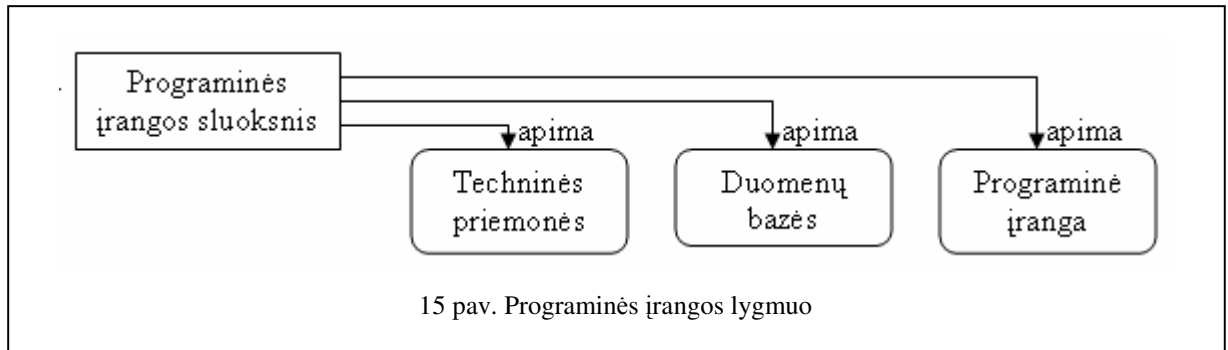 Programinės
įrangos sluoksnis
apima
apima
apima
Techninės
priemonės
Duomenų
bazės
Programinė
įranga
15 pav. Programinės įrangos lygmuo